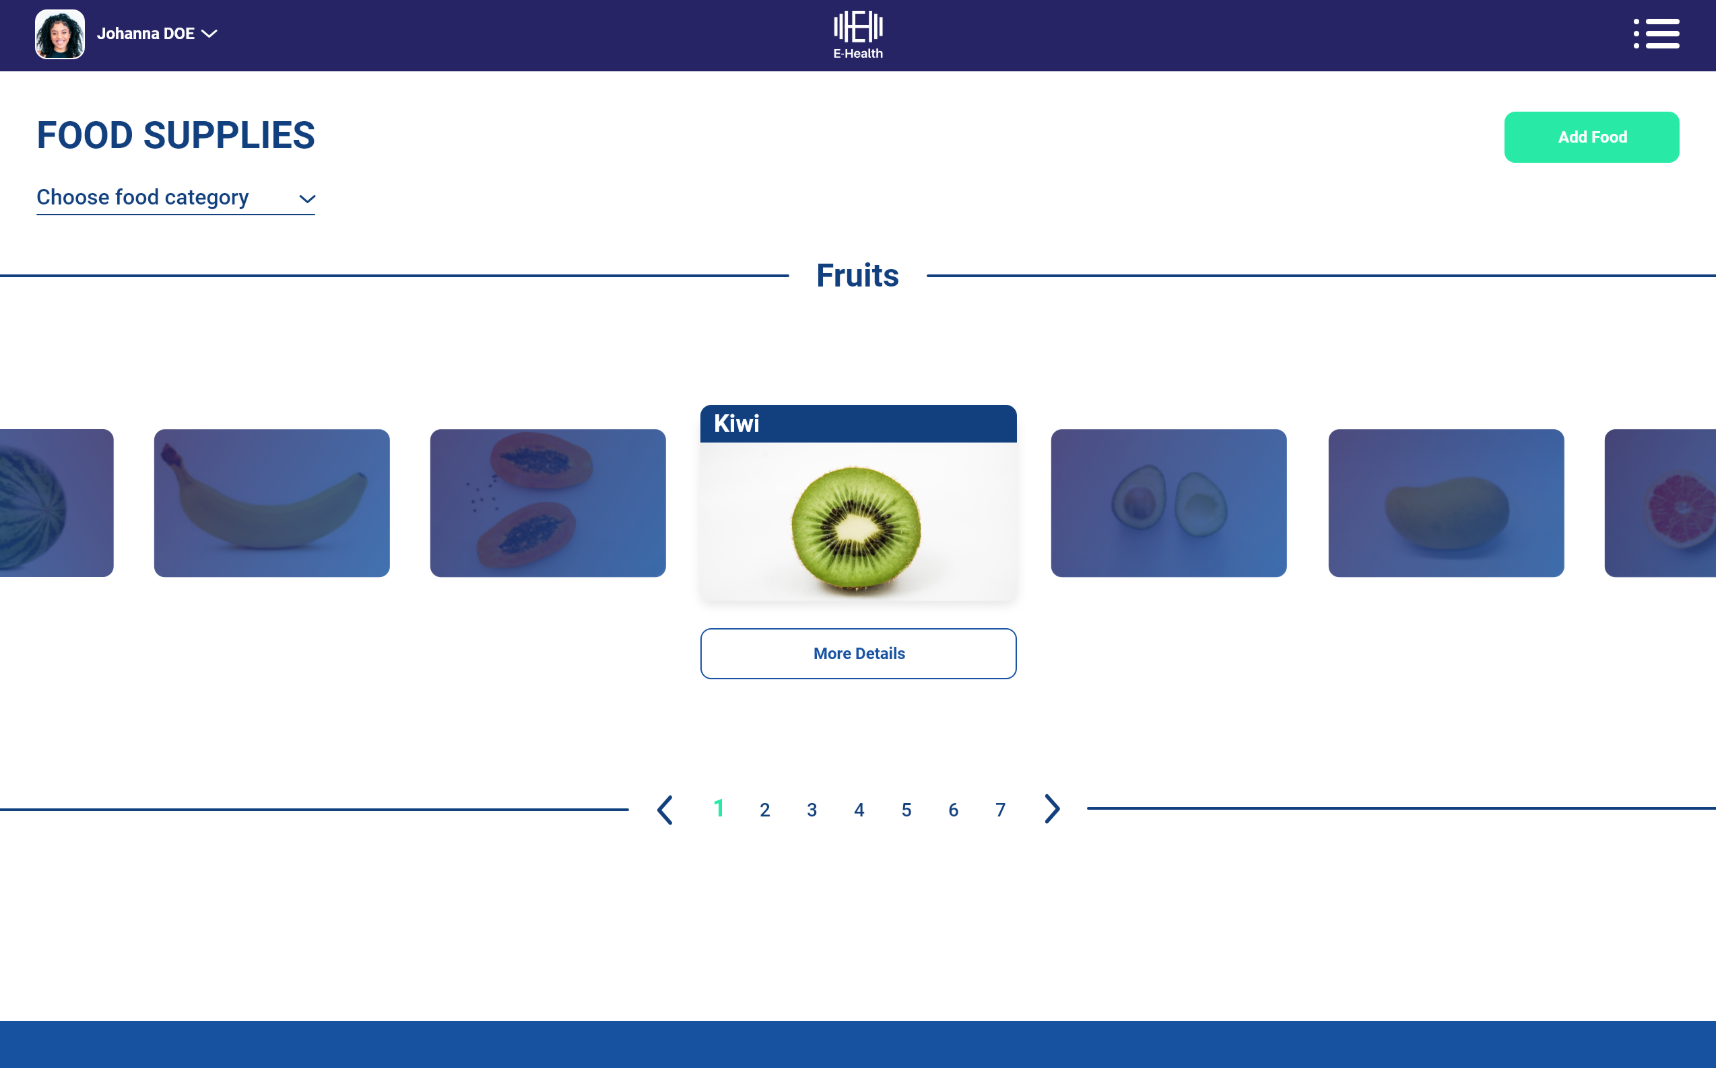 Johanna DOE
E-Health
FOOD SUPPLIES
Add Food
Choose food category
Fruits
Kiwi
More Details
1 2 3 4 5 6 7